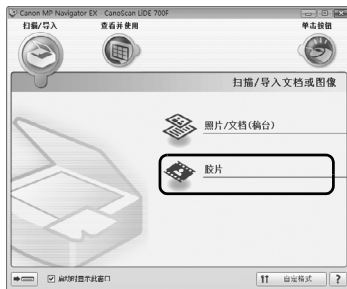 Canon MP Navigator EX - CanoScan LiDE 700F
扫描/导入 查看并使用 单击按钮
扫描/导入文档或图像
照片/文档(稿台)
胶片
启动时显示此窗口 自定格式 ?